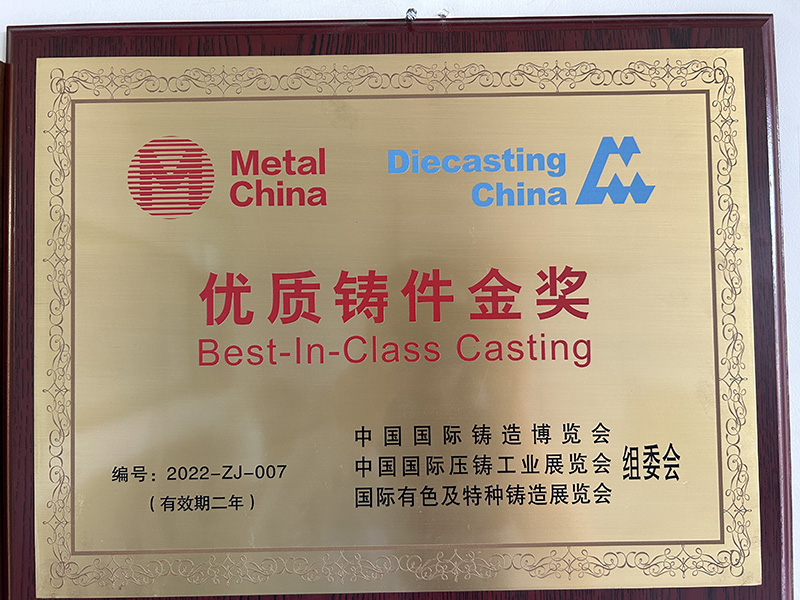 Metal
China
Diecasting
China
优质铸件金奖
Best-In-Class Casting
编号：2022-ZJ-007
（有效期二年）
中国国际铸造博览会
中国国际压铸工业展览会 组委会
国际有色及特种铸造展览会